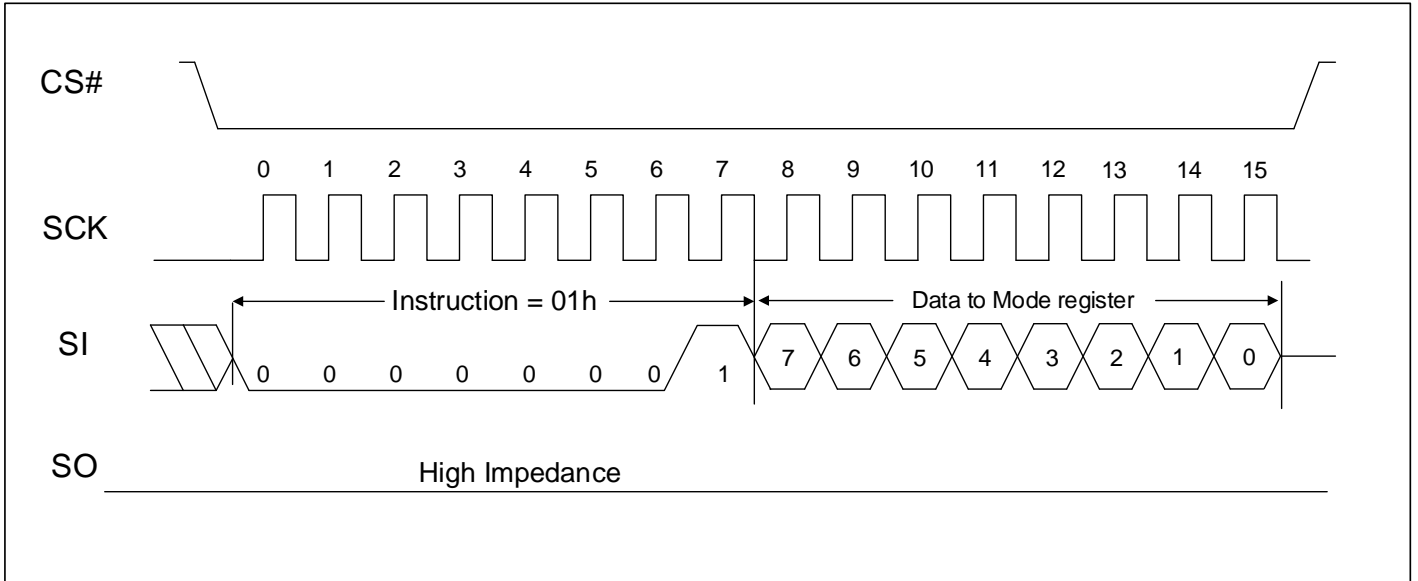 CS#
0 1 2 3 4 5 6 7 8 9 10 11 12 13 14 15
SCK
Instruction = 01h Data to Mode register
SI
0 0 0 0 0 0 0 1 7 6 5 4 3 2 1 0
SO
High Impedance